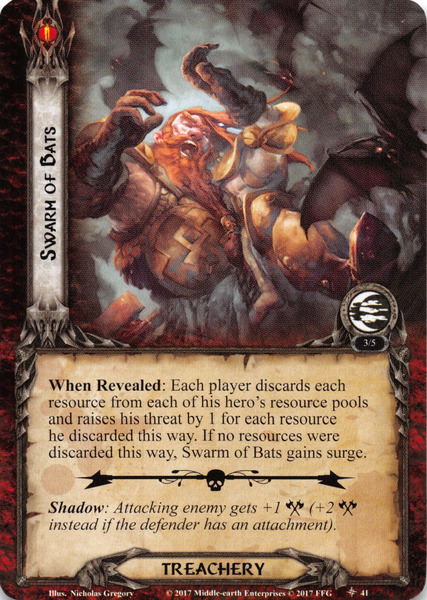 SWARM OF BATS
3/5
When Revealed: Each player discards each
resource from each of his hero's resource pools
and raises his threat by 1 for each resource
he discarded this way. If no resources were
discarded this way, Swarm of Bats gains surge.
Shadow: Attacking enemy gets +1 (+2
instead if the defender has an attachment).
TREACHERY
Illus. Nicholas Gregory © 2017 Middle-earth Enterprises © 2017 FFG 41